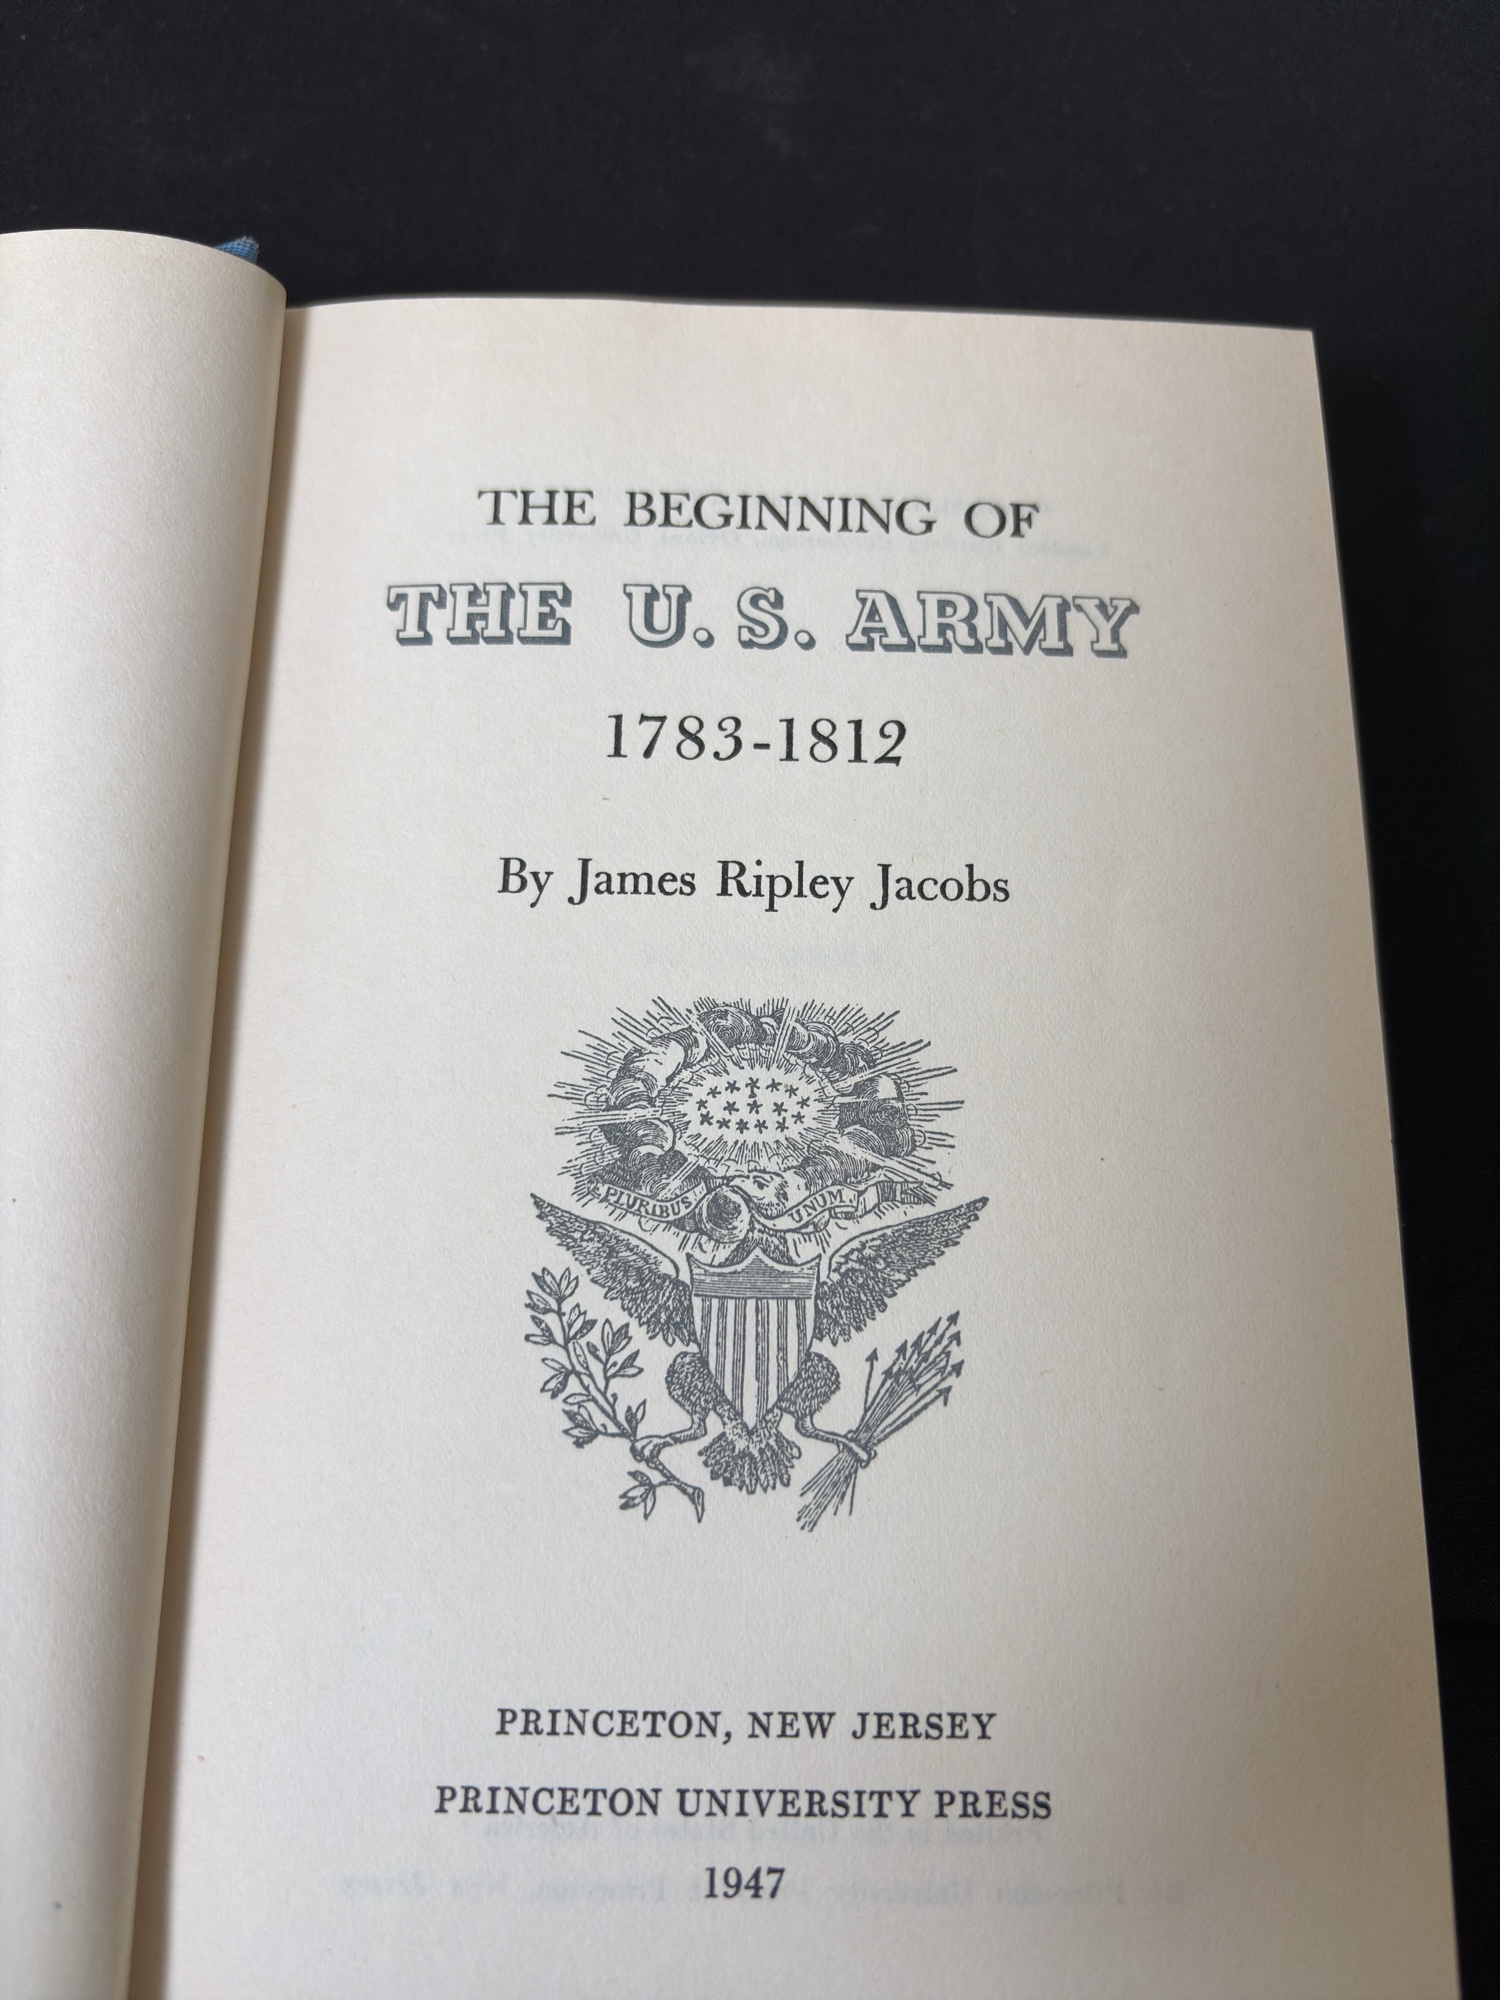 THE BEGINNING OF
THE U. S. ARMY
1783-1812
By James Ripley Jacobs
PLURIBUS UNUM
PRINCETON, NEW JERSEY
PRINCETON UNIVERSITY PRESS
1947